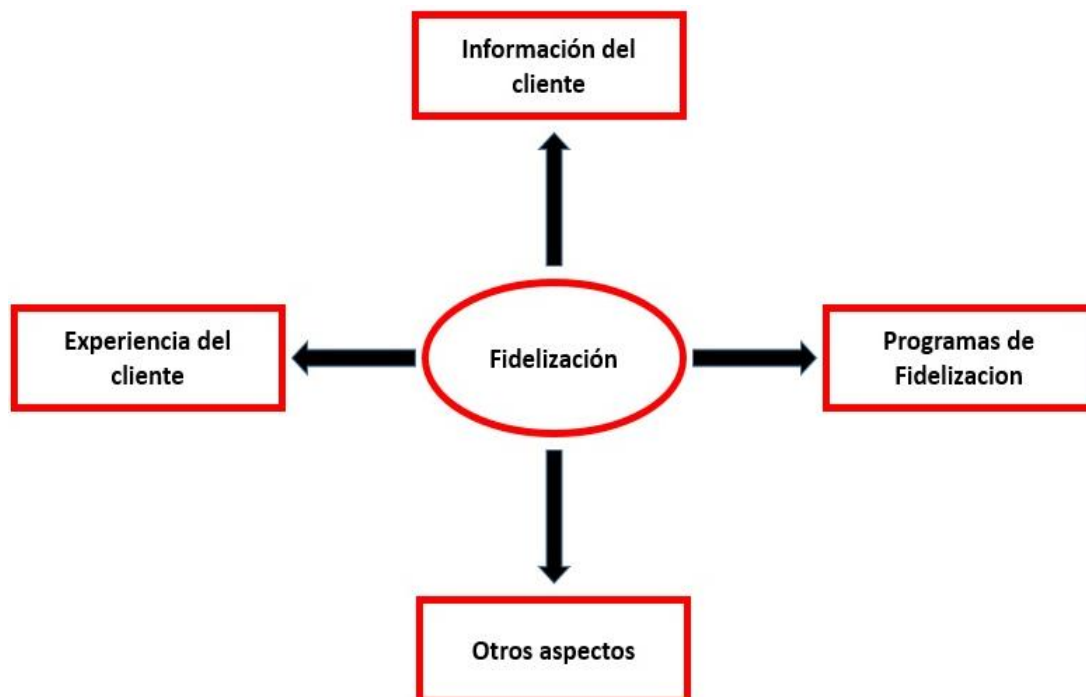 Información del
cliente
Experiencia del
cliente
Fidelización
Programas de
Fidelizacion
Otros aspectos